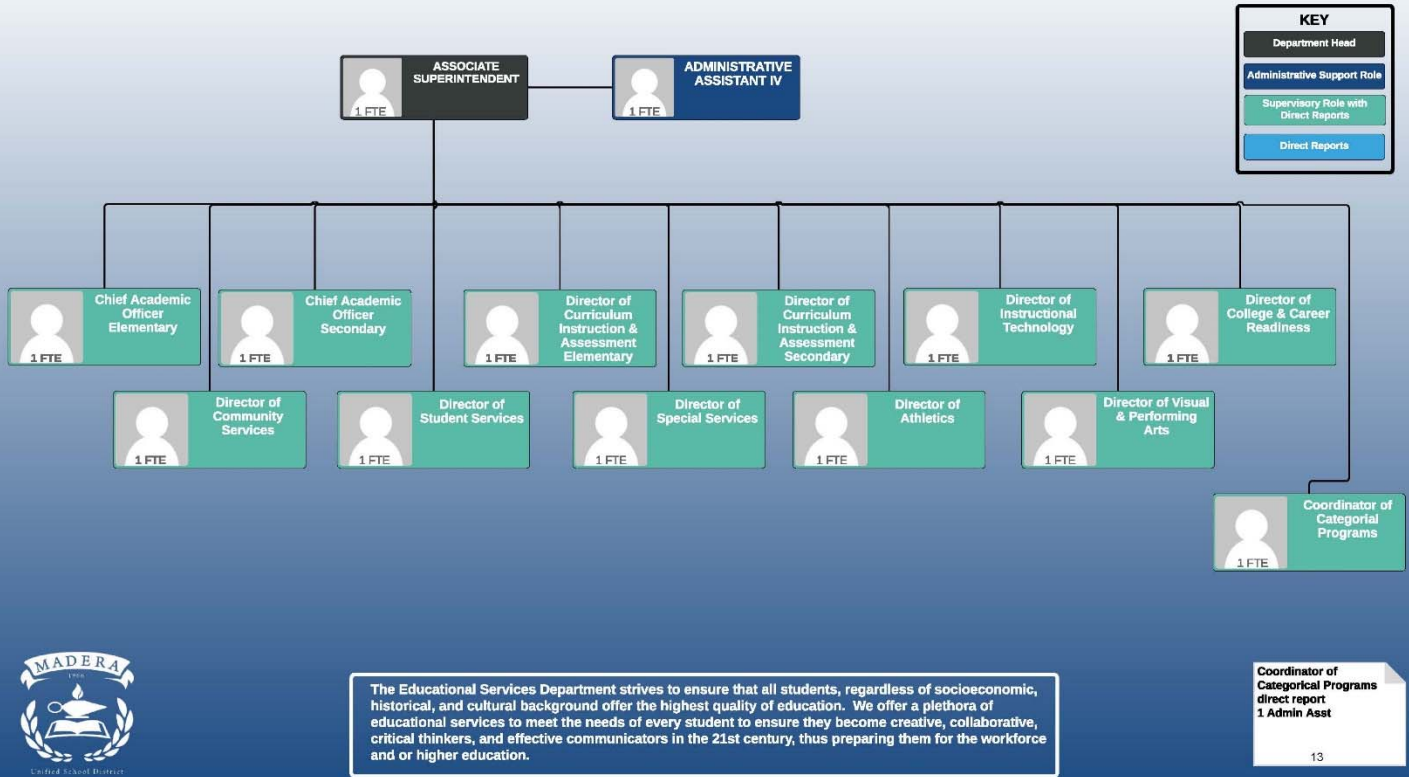 KEY
Department Head
Administrative Support Role
Supervisory Role with
Direct Reports
Direct Reports
ASSOCIATE
SUPERINTENDENT
1 FTE
ADMINISTRATIVE
ASSISTANT IV
1 FTE
Chief Academic
Officer
Elementary
1 FTE
Chief Academic
Officer
Secondary
1 FTE
Director of
Curriculum
Instruction &
Assessment
Elementary
1 FTE
Director of
Curriculum
Instruction &
Assessment
Secondary
1 FTE
Director of
Instructional
Technology
1 FTE
Director of
College & Career
Readiness
1 FTE
Director of
Community
Services
1 FTE
Director of
Student Services
1 FTE
Director of
Special Services
1 FTE
Director of
Athletics
1 FTE
Director of Visual
& Performing
Arts
1 FTE
Coordinator of
Categorial
Programs
1 FTE
MADERA
1966
Unified School District
The Educational Services Department strives to ensure that all students, regardless of socioeconomic,
historical, and cultural background offer the highest quality of education.  We offer a plethora of
educational services to meet the needs of every student to ensure they become creative, collaborative,
critical thinkers, and effective communicators in the 21st century, thus preparing them for the workforce
and or higher education.
Coordinator of
Categorical Programs
direct report
1 Admin Asst
13